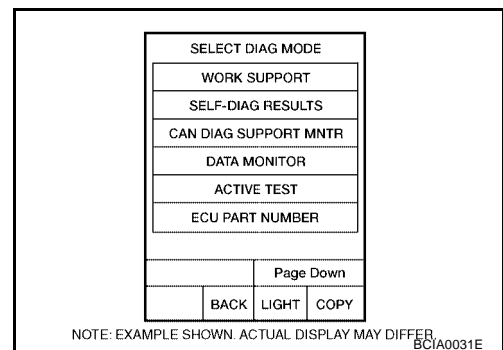 SELECT DIAG MODE
WORK SUPPORT
SELF-DIAG RESULTS
CAN DIAG SUPPORT MNTR
DATA MONITOR
ACTIVE TEST
ECU PART NUMBER
Page Down
BACK LIGHT COPY
NOTE: EXAMPLE SHOWN. ACTUAL DISPLAY MAY DIFFER.
BCIA0031E